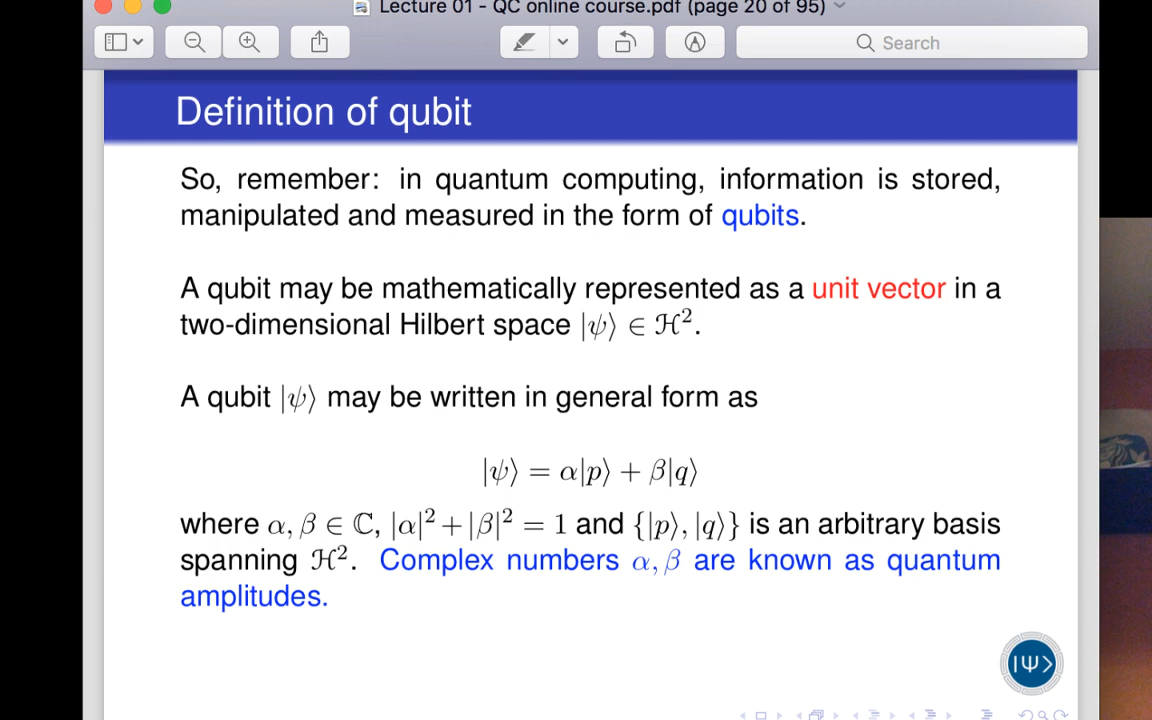 Lecture 01 - QC online course.pdf (page 20 of 95)
Search
Definition of qubit
So, remember: in quantum computing, information is stored,
manipulated and measured in the form of qubits.
A qubit may be mathematically represented as a unit vector in a
two-dimensional Hilbert space |ψ⟩ ∈ ℋ².
A qubit |ψ⟩ may be written in general form as
|ψ⟩ = α|p⟩ + β|q⟩
where α, β ∈ ℂ, |α|² + |β|² = 1 and {|p⟩, |q⟩} is an arbitrary basis
spanning ℋ². Complex numbers α, β are known as quantum
amplitudes.
|Ψ>